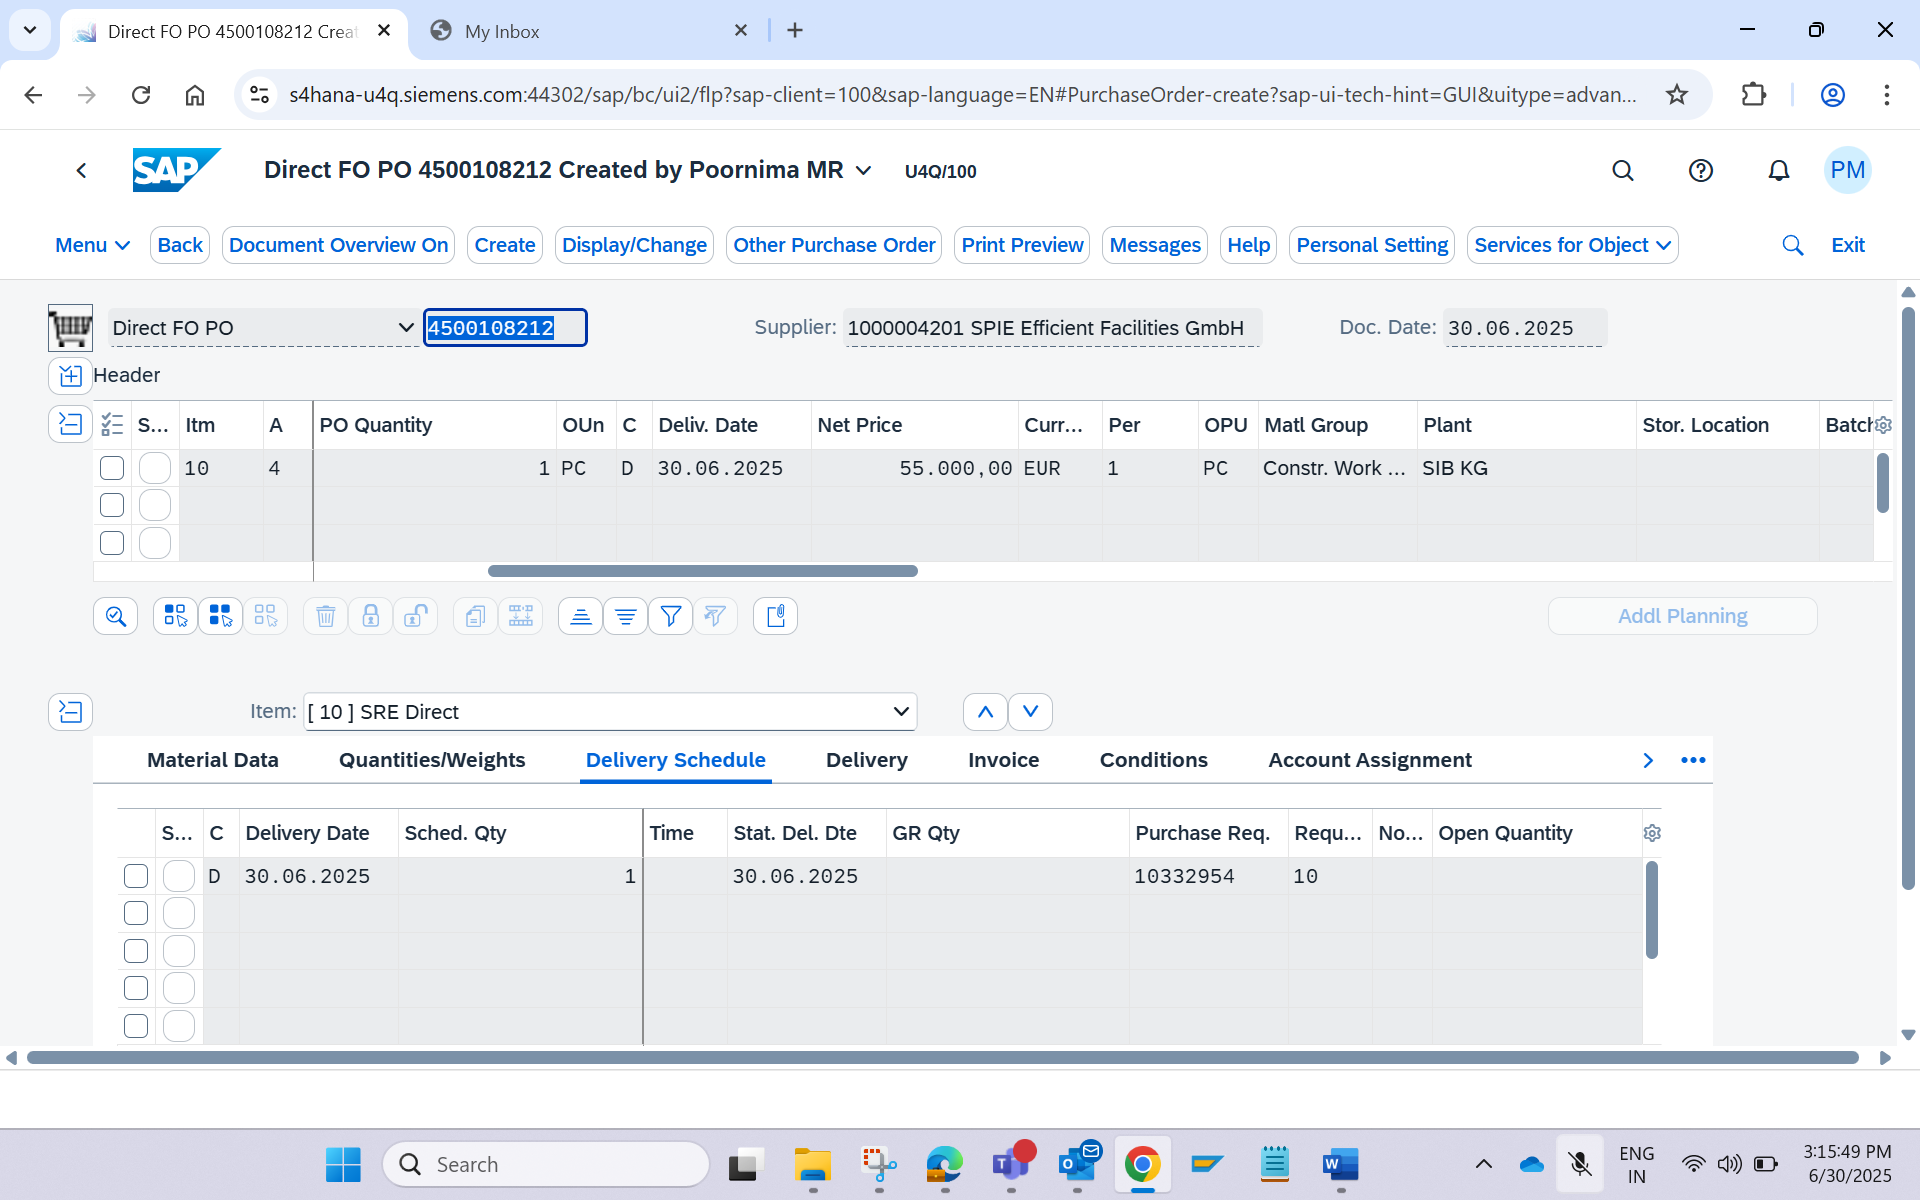 Direct FO PO 4500108212 Creat
My Inbox
s4hana-u4q.siemens.com:44302/sap/bc/ui2/flp?sap-client=100&sap-language=EN#PurchaseOrder-create?sap-ui-tech-hint=GUI&uitype=advan...
SAP Direct FO PO 4500108212 Created by Poornima MR U4Q/100 PM
Menu Back Document Overview On Create Display/Change Other Purchase Order Print Preview Messages Help Personal Setting Services for Object Exit
Direct FO PO 4500108212 Supplier: 1000004201 SPIE Efficient Facilities GmbH Doc. Date: 30.06.2025
Header
S... Itm A PO Quantity OUn C Deliv. Date Net Price Curr... Per OPU Matl Group Plant Stor. Location Batch
10 4 1 PC D 30.06.2025 55.000,00 EUR 1 PC Constr. Work ... SIB KG
Addl Planning
Item: [ 10 ] SRE Direct
Material Data Quantities/Weights Delivery Schedule Delivery Invoice Conditions Account Assignment
S... C Delivery Date Sched. Qty Time Stat. Del. Dte GR Qty Purchase Req. Requ... No... Open Quantity
D 30.06.2025 1 30.06.2025 10332954 10
Search
ENG
IN
3:15:49 PM
6/30/2025